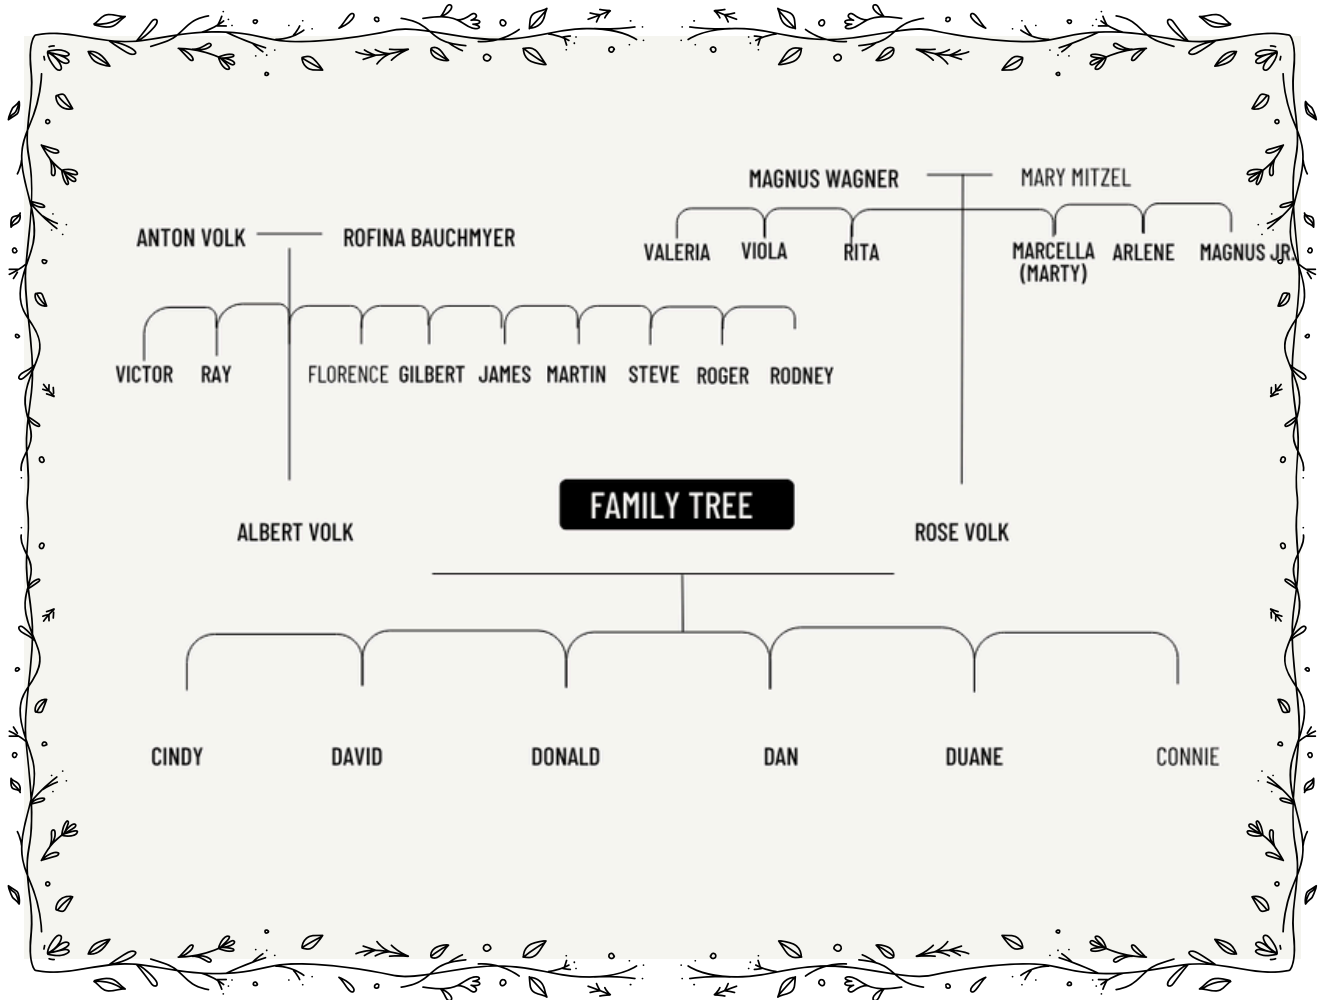 MAGNUS WAGNER MARY MITZEL
ANTON VOLK ROFINA BAUCHMYER
VALERIA VIOLA RITA MARCELLA ARLENE MAGNUS JR.
(MARTY)
VICTOR RAY FLORENCE GILBERT JAMES MARTIN STEVE ROGER RODNEY
FAMILY TREE
ALBERT VOLK ROSE VOLK
CINDY DAVID DONALD DAN DUANE CONNIE